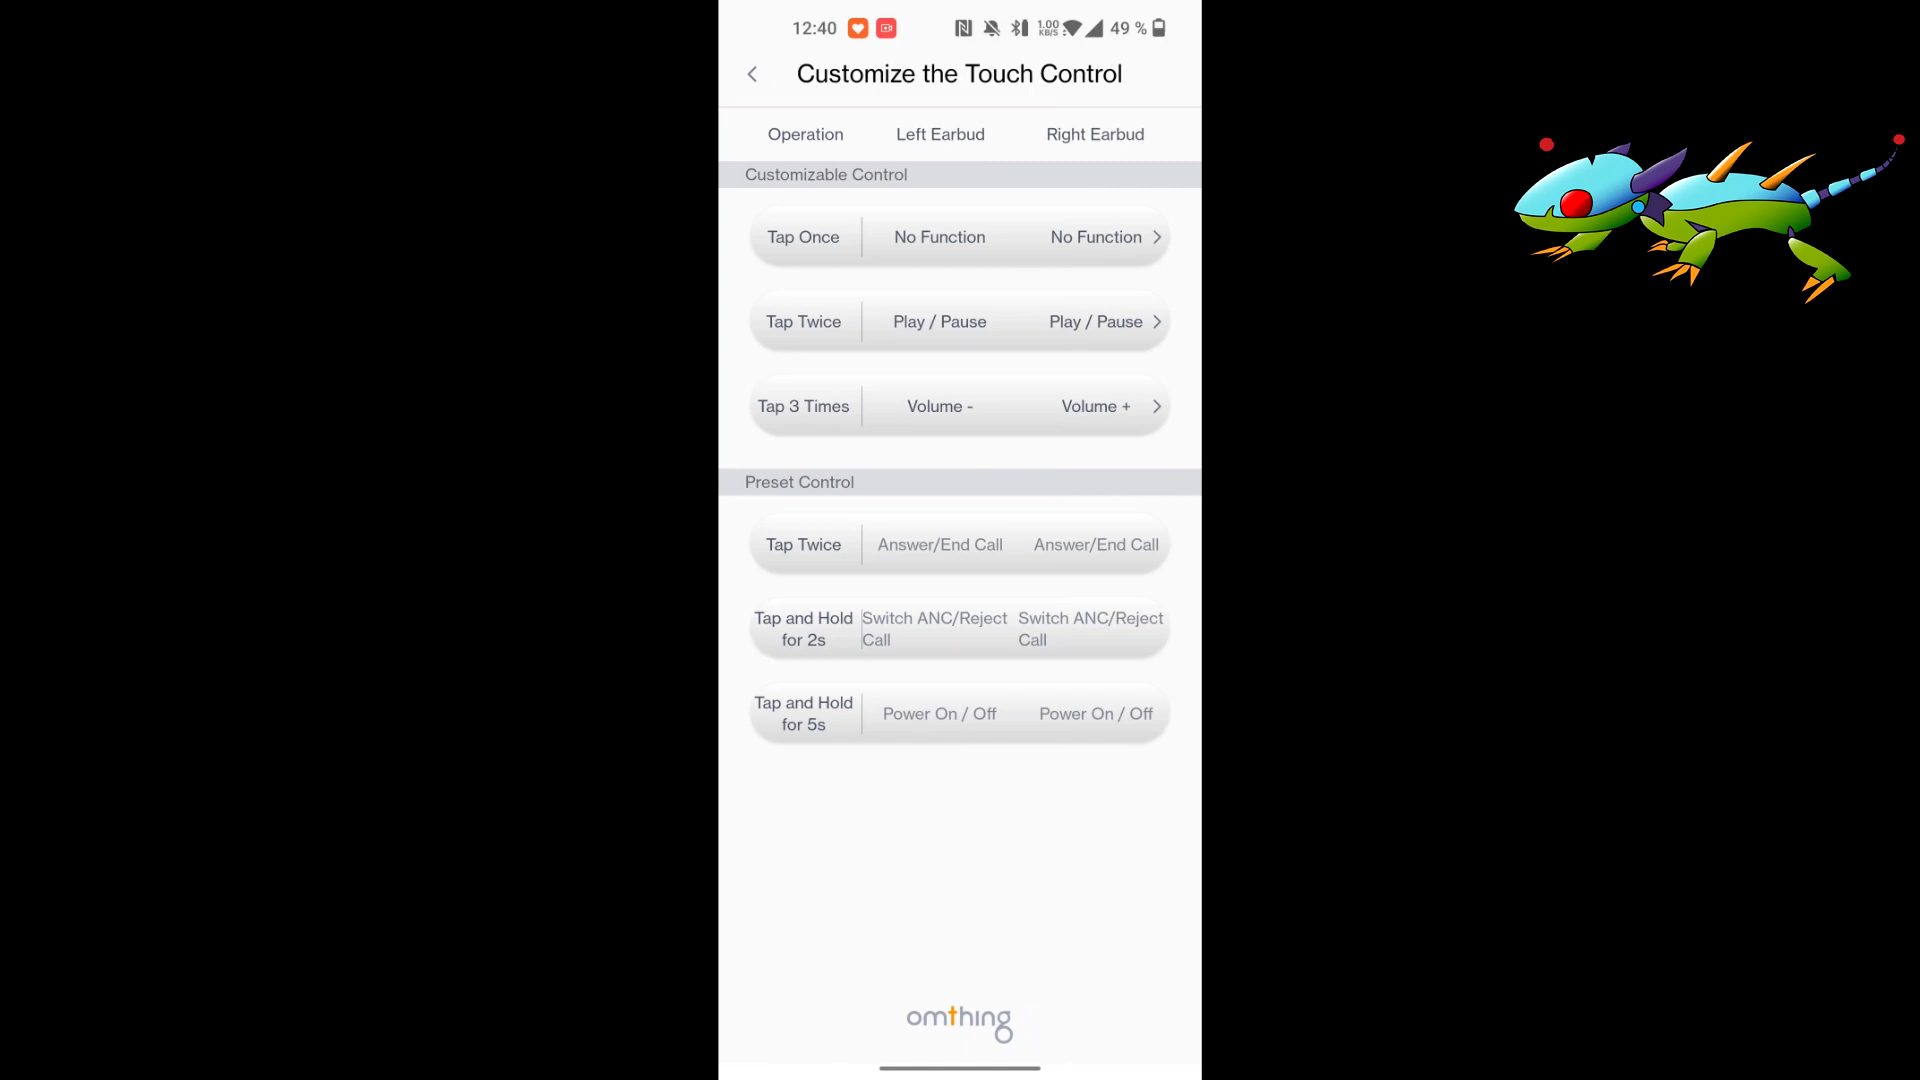 12:40 1.00 KB/S 49 %
Customize the Touch Control
Operation Left Earbud Right Earbud
Customizable Control
Tap Once No Function No Function
Tap Twice Play / Pause Play / Pause
Tap 3 Times Volume - Volume +
Preset Control
Tap Twice Answer/End Call Answer/End Call
Tap and Hold Switch ANC/Reject Switch ANC/Reject
for 2s Call Call
Tap and Hold
for 5s Power On / Off Power On / Off
omthing